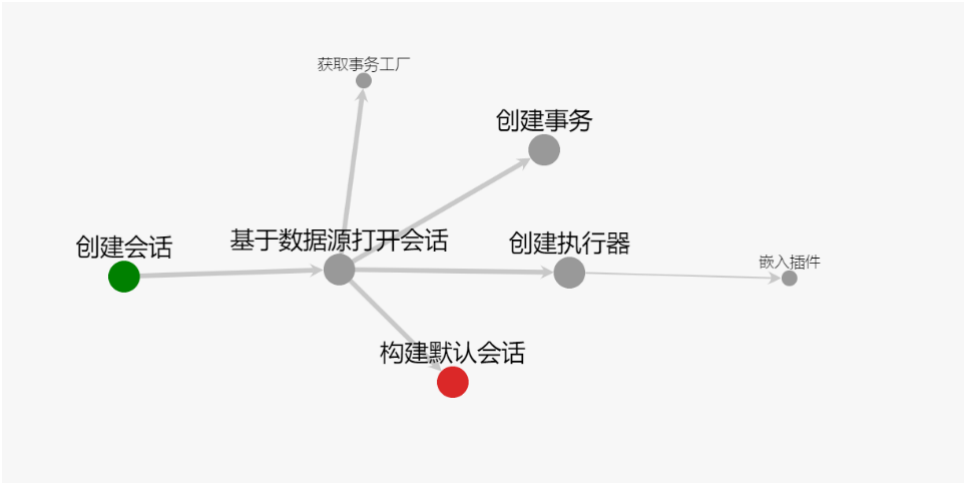 获取事务工厂
创建事务
创建会话
基于数据源打开会话
创建执行器
嵌入插件
构建默认会话